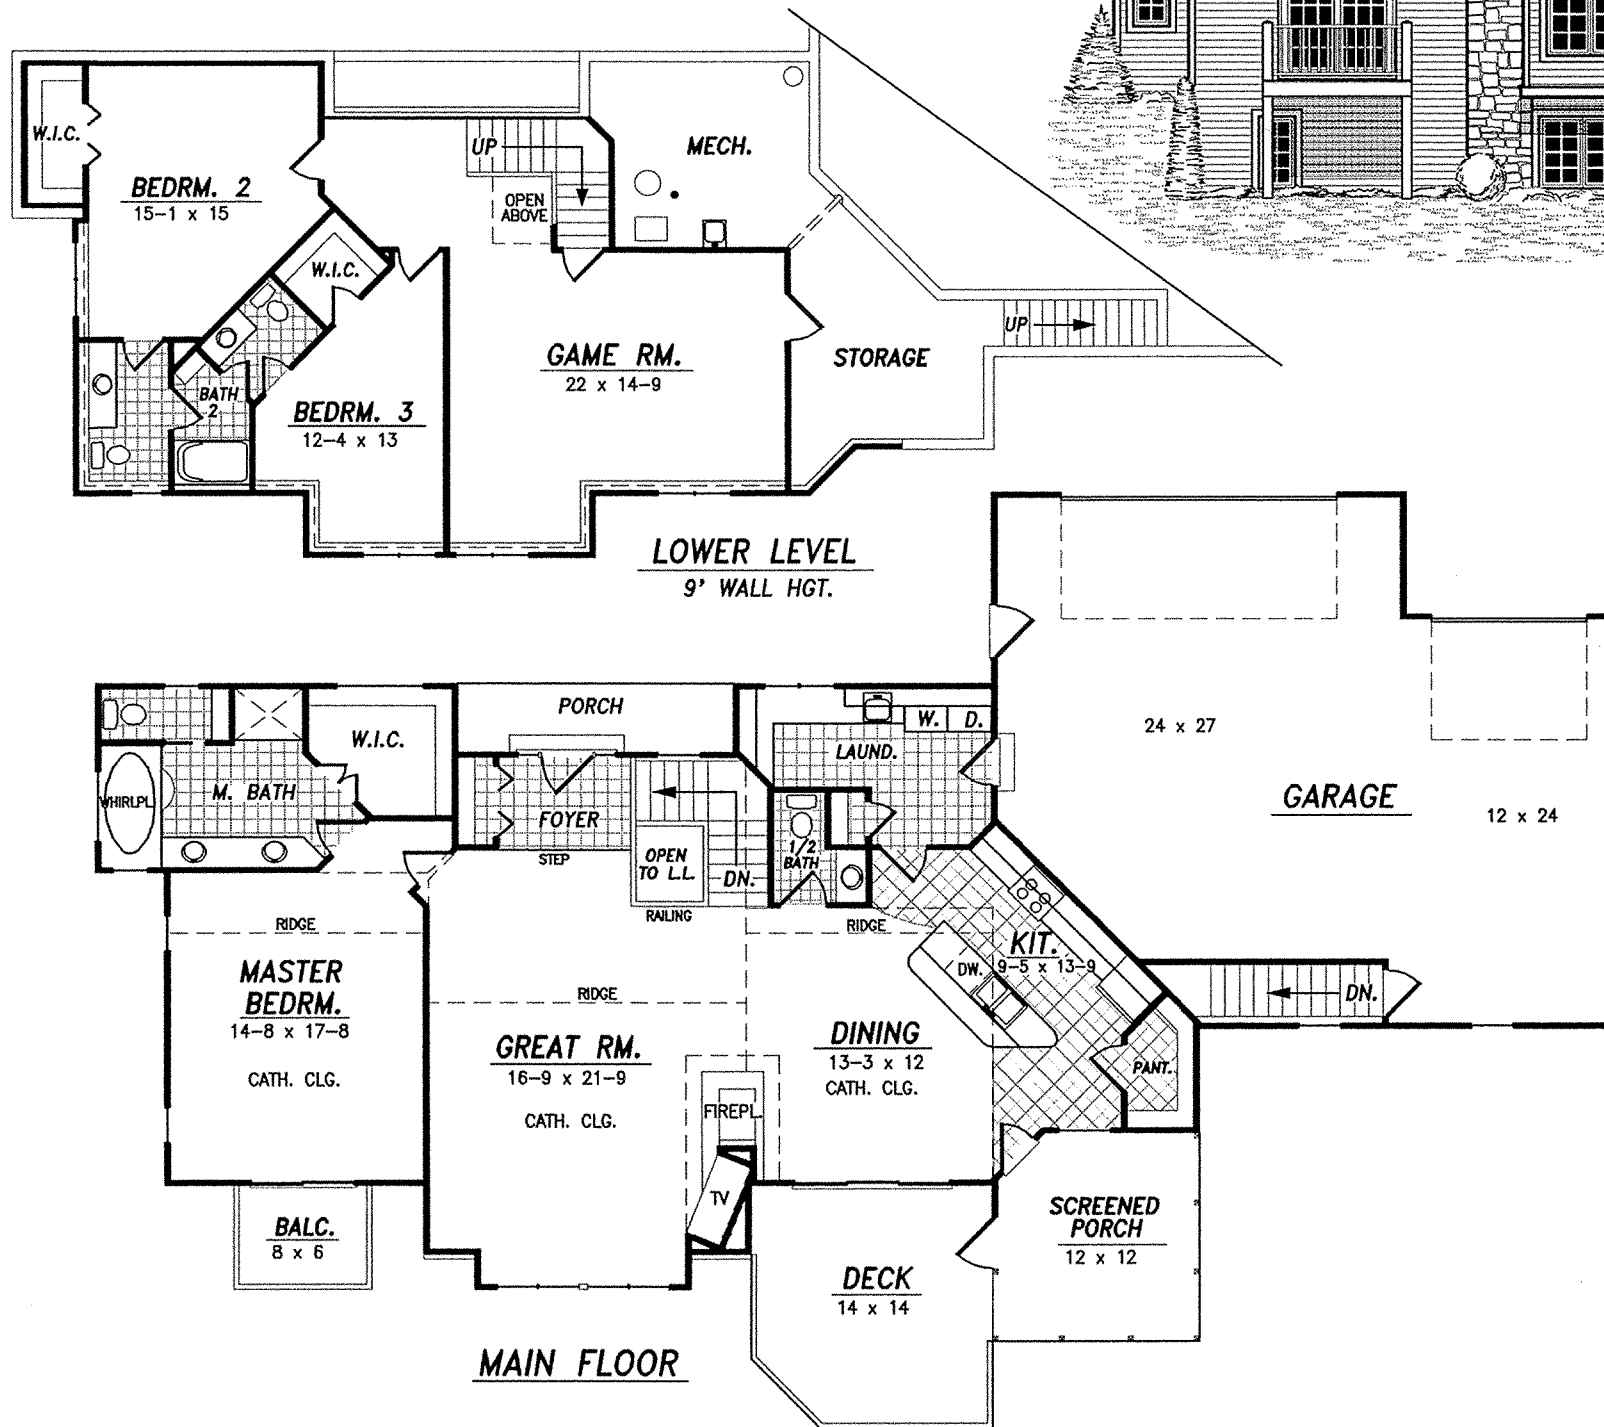 W.I.C.
BEDRM. 2
15-1 x 15
UP
OPEN
ABOVE
MECH.
W.I.C.
UP
GAME RM.
22 x 14-9
STORAGE
BATH
2
BEDRM. 3
12-4 x 13
LOWER LEVEL
9' WALL HGT.
PORCH
W.I.C.
W. D.
LAUND.
24 x 27
WHIRLPL.
M. BATH
FOYER
STEP
OPEN
TO L.L.
DN.
RAILING
1/2
BATH
GARAGE
12 x 24
RIDGE
MASTER
BEDRM.
14-8 x 17-8
CATH. CLG.
RIDGE
GREAT RM.
16-9 x 21-9
CATH. CLG.
RIDGE
KIT.
9-5 x 13-9
DW.
DINING
13-3 x 12
CATH. CLG.
DN.
PANT.
FIREPL.
TV
BALC.
8 x 6
SCREENED
PORCH
12 x 12
DECK
14 x 14
MAIN FLOOR